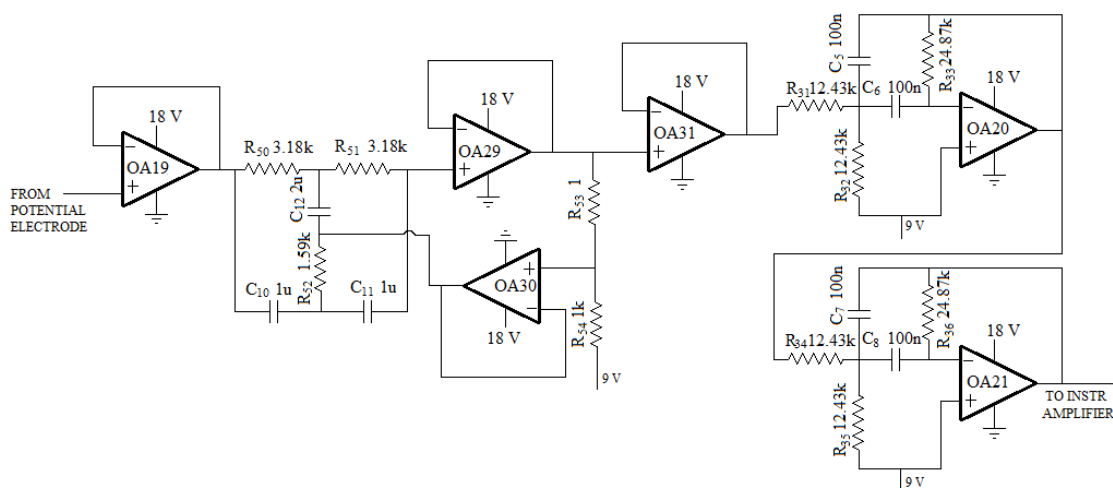 18 V
OA19
FROM
POTENTIAL
ELECTRODE
R50 3.18k
R51 3.18k
C12 2u
R52 1.59k
C10 1u
C11 1u
18 V
OA29
OA30
18 V
R53 1
R54 1k
9 V
18 V
OA31
R31 12.43k
C5 100n
C6 100n
R33 24.87k
R32 12.43k
9 V
18 V
OA20
R34 12.43k
C7 100n
C8 100n
R36 24.87k
R35 12.43k
9 V
18 V
OA21
TO INSTR
AMPLIFIER